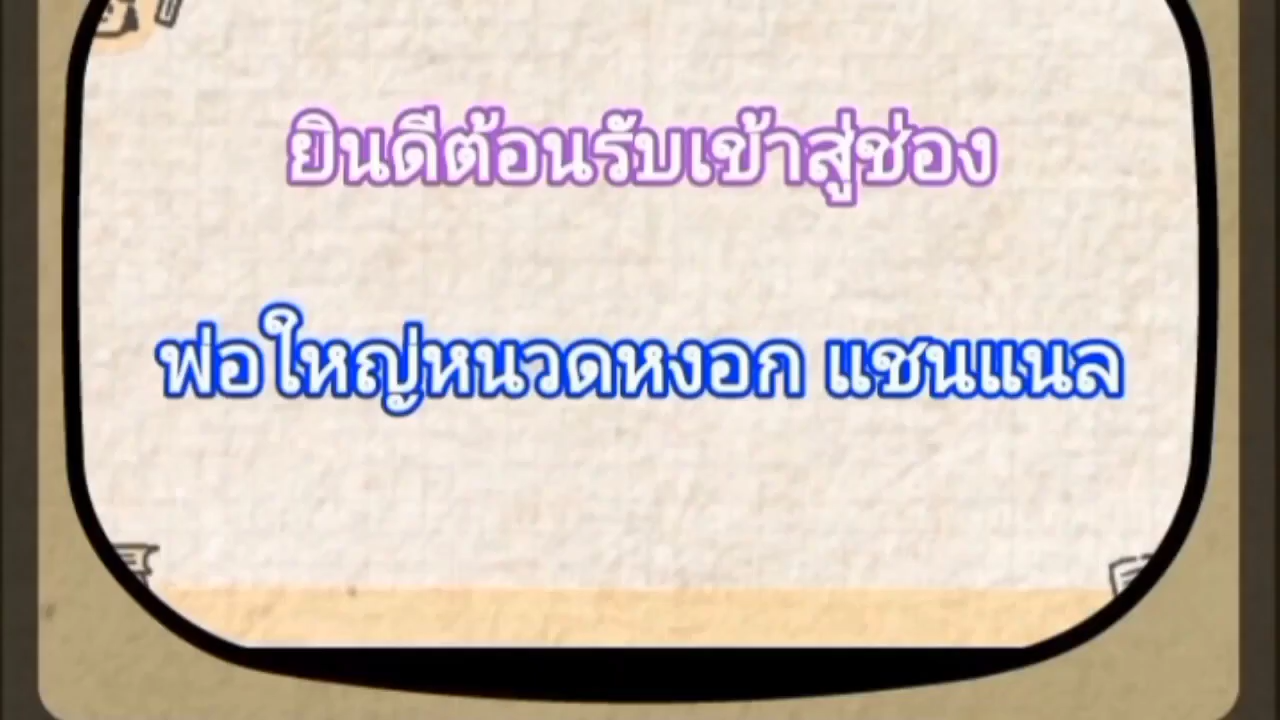 ยินดีต้อนรับเข้าสู่ช่อง
พ่อใหญ่หนวดหงอก แชนแนล